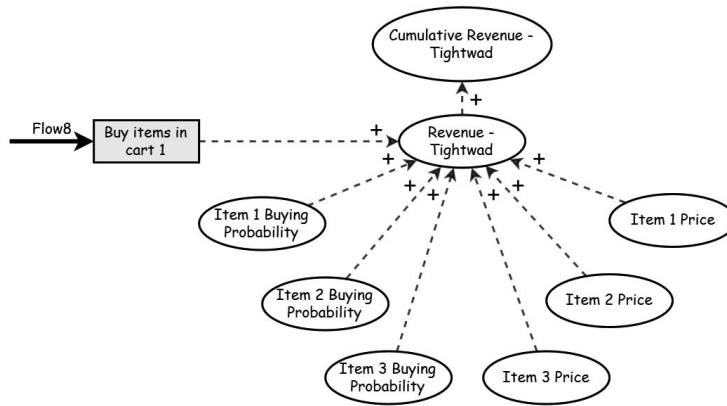 Cumulative Revenue -
Tightwad
+
Flow8
Buy items in
cart 1
+
Revenue -
Tightwad
+
+
+
+
+
+
Item 1 Buying
Probability
Item 1 Price
Item 2 Buying
Probability
Item 2 Price
Item 3 Buying
Probability
Item 3 Price